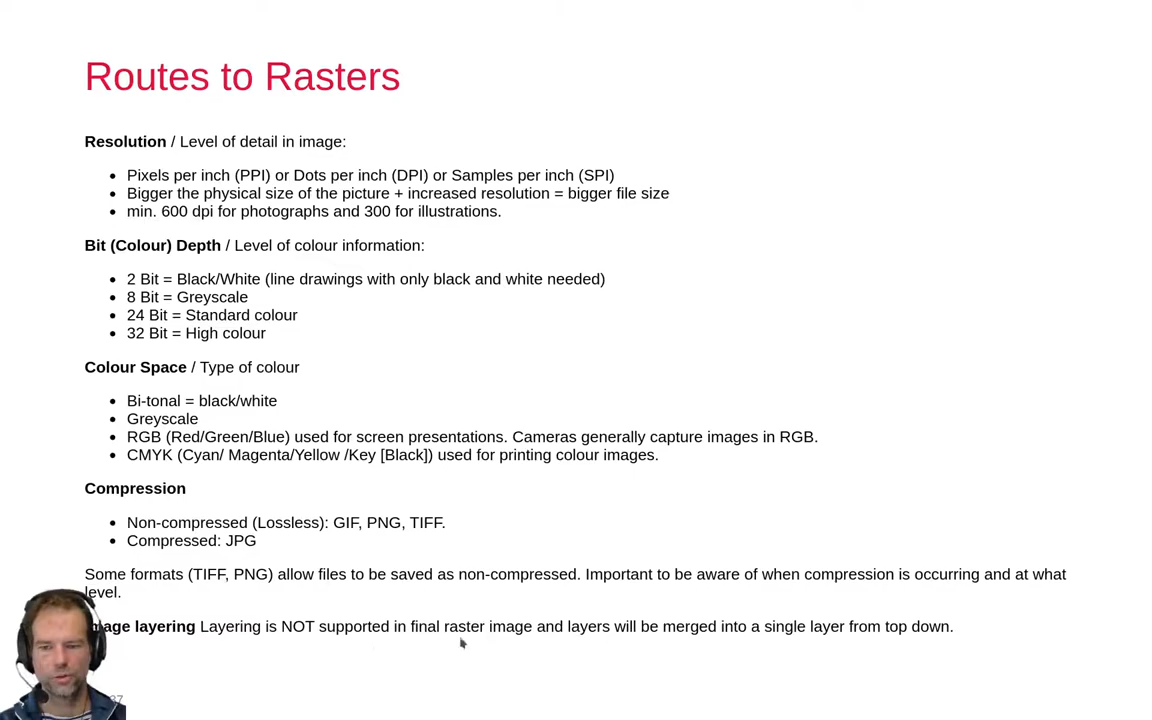 Routes to Rasters
Resolution / Level of detail in image:
• Pixels per inch (PPI) or Dots per inch (DPI) or Samples per inch (SPI)
• Bigger the physical size of the picture + increased resolution = bigger file size
• min. 600 dpi for photographs and 300 for illustrations.
Bit (Colour) Depth / Level of colour information:
• 2 Bit = Black/White (line drawings with only black and white needed)
• 8 Bit = Greyscale
• 24 Bit = Standard colour
• 32 Bit = High colour
Colour Space / Type of colour
• Bi-tonal = black/white
• Greyscale
• RGB (Red/Green/Blue) used for screen presentations. Cameras generally capture images in RGB.
• CMYK (Cyan/ Magenta/Yellow /Key [Black]) used for printing colour images.
Compression
• Non-compressed (Lossless): GIF, PNG, TIFF.
• Compressed: JPG
Some formats (TIFF, PNG) allow files to be saved as non-compressed. Important to be aware of when compression is occurring and at what
level.
mage layering Layering is NOT supported in final raster image and layers will be merged into a single layer from top down.
37